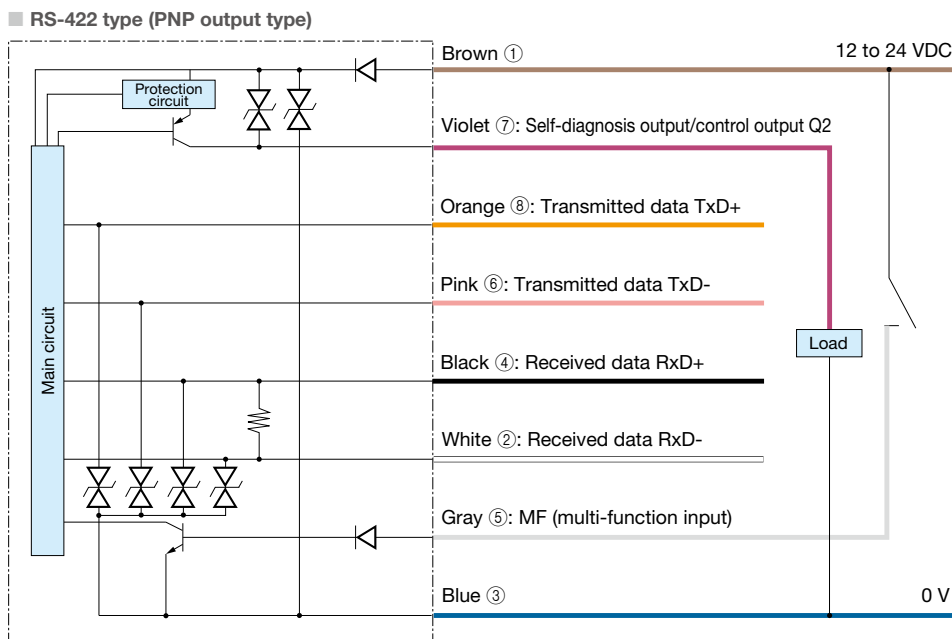 RS-422 type (PNP output type)
Brown ①
12 to 24 VDC
Protection
circuit
Violet ⑦: Self-diagnosis output/control output Q2
Orange ⑧: Transmitted data TxD+
Pink ⑥: Transmitted data TxD-
Main circuit
Load
Black ④: Received data RxD+
White ②: Received data RxD-
Gray ⑤: MF (multi-function input)
Blue ③
0 V